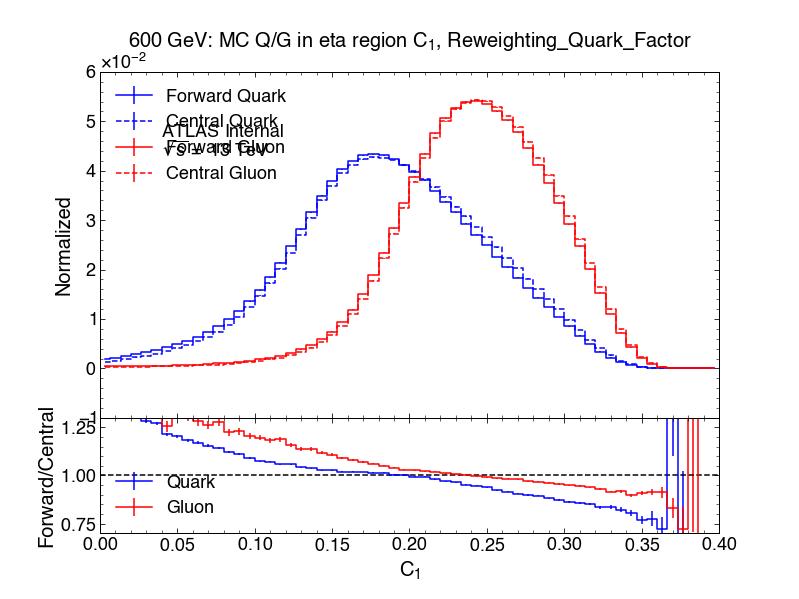 600 GeV: MC Q/G in eta region C₁, Reweighting_Quark_Factor
×10⁻²
6
5
4
3
2
1
0
−1
Normalized
Forward Quark
Central Quark
ATLAS Internal
Forward Gluon
√s = 13 TeV
Central Gluon
1.25
1.00
0.75
Forward/Central
Quark
Gluon
0.00 0.05 0.10 0.15 0.20 0.25 0.30 0.35 0.40
C₁